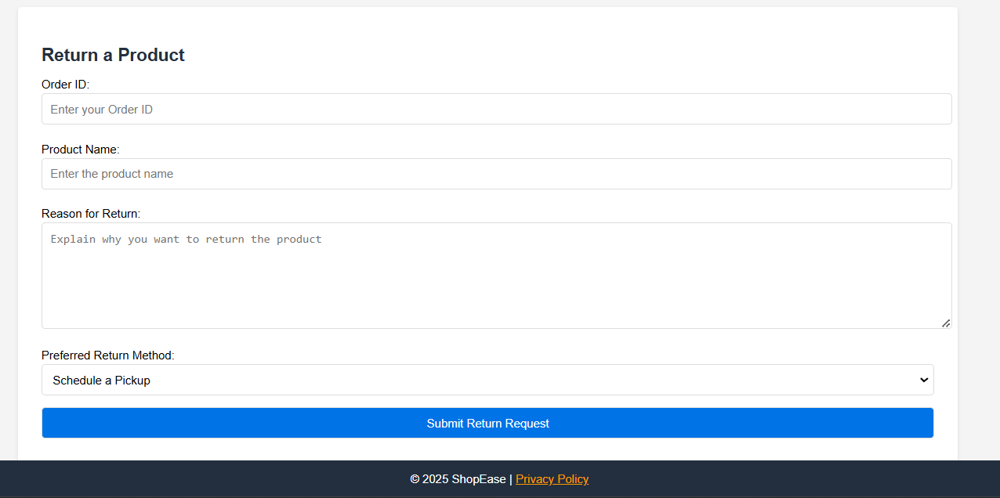 Return a Product
Order ID:
Enter your Order ID
Product Name:
Enter the product name
Reason for Return:
Explain why you want to return the product
Preferred Return Method:
Schedule a Pickup
Submit Return Request
© 2025 ShopEase | Privacy Policy